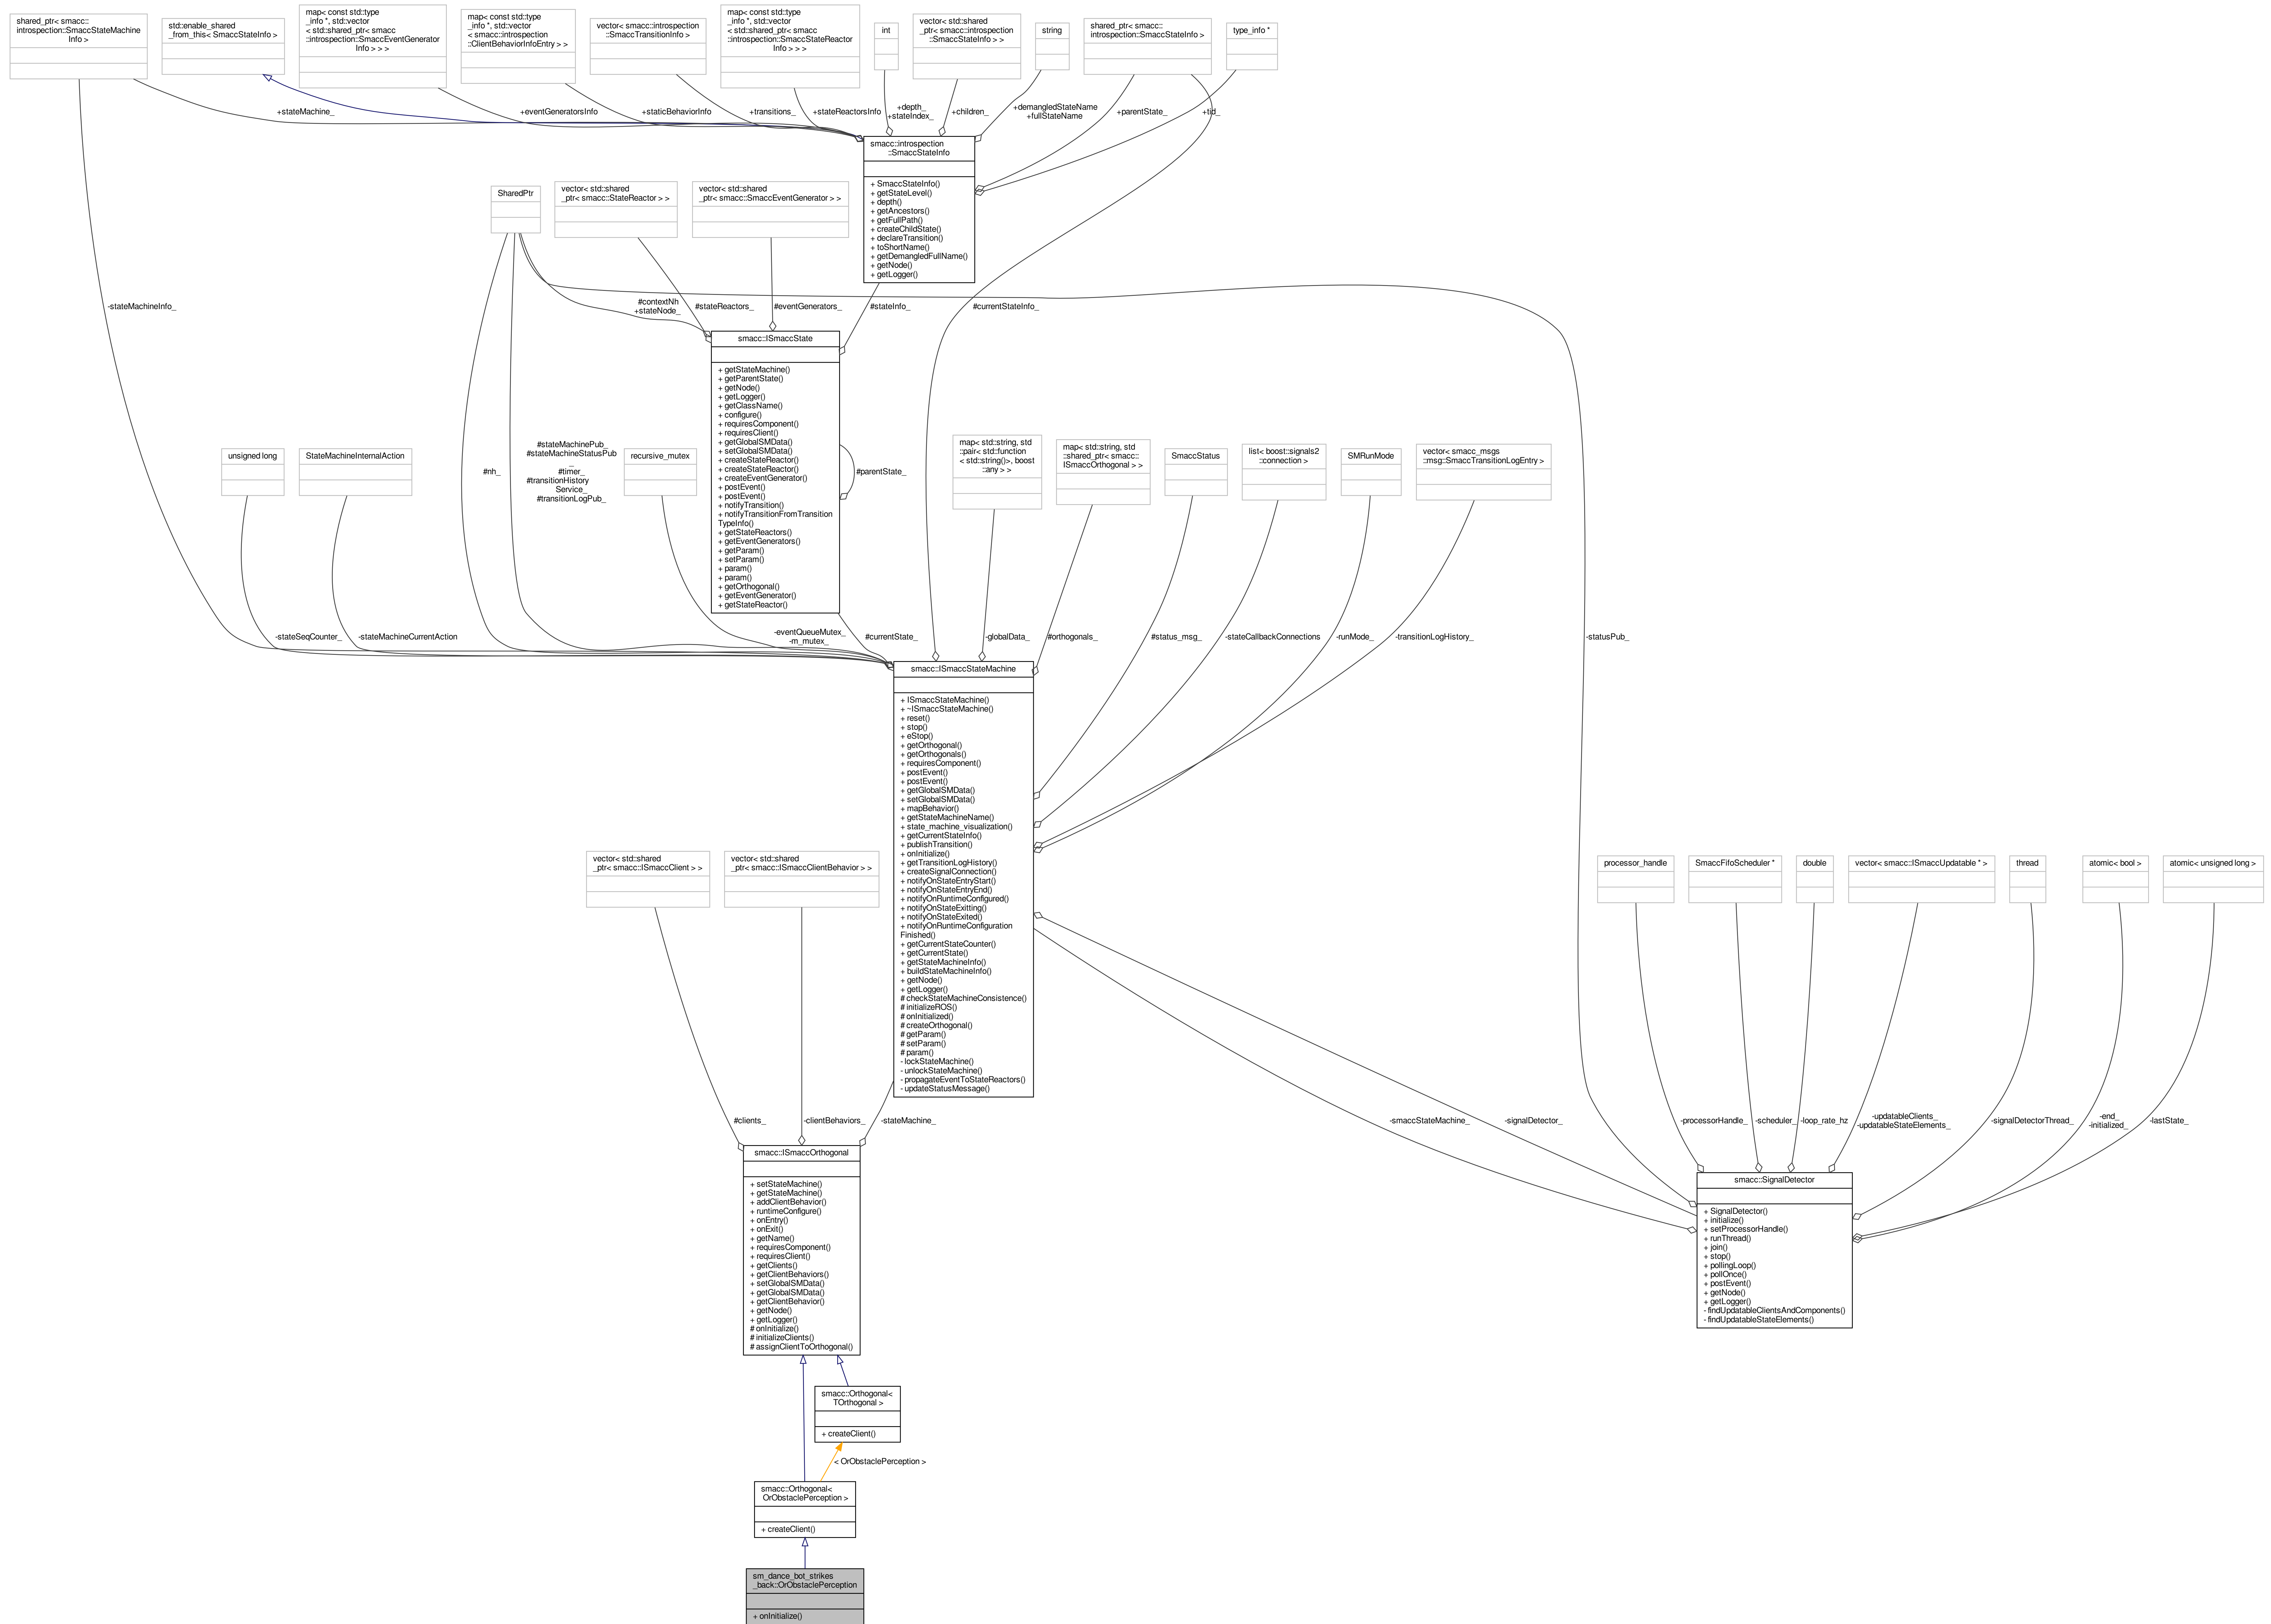 shared_ptr< smacc::
introspection::SmaccStateMachine
Info >
std::enable_shared
_from_this< SmaccStateInfo >
map< const std::type
_info *, std::vector
< std::shared_ptr< smacc
::introspection::SmaccEventGenerator
Info > > >
map< const std::type
_info *, std::vector
< smacc::introspection
::ClientBehaviorInfoEntry > >
vector< smacc::introspection
::SmaccTransitionInfo >
map< const std::type
_info *, std::vector
< std::shared_ptr< smacc
::introspection::SmaccStateReactor
Info > > >
int
vector< std::shared
_ptr< smacc::introspection
::SmaccStateInfo > >
string
shared_ptr< smacc::
introspection::SmaccStateInfo >
type_info *
+stateMachine_
+eventGeneratorsInfo
+staticBehaviorInfo
+transitions_
+stateReactorsInfo
+depth_
+stateIndex_
+children_
+demangledStateName
+fullStateName
+parentState_
+tid_
smacc::introspection
::SmaccStateInfo
+ SmaccStateInfo()
+ getStateLevel()
+ depth()
+ getAncestors()
+ getFullPath()
+ createChildState()
+ declareTransition()
+ toShortName()
+ getDemangledFullName()
+ getNode()
+ getLogger()
SharedPtr
vector< std::shared
_ptr< smacc::StateReactor > >
vector< std::shared
_ptr< smacc::SmaccEventGenerator > >
-stateMachineInfo_
#contextNh
+stateNode_
#stateReactors_
#eventGenerators_
#stateInfo_
#currentStateInfo_
smacc::ISmaccState
+ getStateMachine()
+ getParentState()
+ getNode()
+ getLogger()
+ getClassName()
+ configure()
+ requiresComponent()
+ requiresClient()
+ getGlobalSMData()
+ setGlobalSMData()
+ createStateReactor()
+ createStateReactor()
+ createEventGenerator()
+ postEvent()
+ postEvent()
+ notifyTransition()
+ notifyTransitionFromTransition
TypeInfo()
+ getStateReactors()
+ getEventGenerators()
+ getParam()
+ setParam()
+ param()
+ param()
+ getOrthogonal()
+ getEventGenerator()
+ getStateReactor()
#parentState_
unsigned long
StateMachineInternalAction
#nh_
#stateMachinePub_
#stateMachineStatusPub
_
#timer_
#transitionHistory
Service_
#transitionLogPub_
recursive_mutex
map< std::string, std
::pair< std::function
< std::string()>, boost
::any > >
map< std::string, std
::shared_ptr< smacc::
ISmaccOrthogonal > >
SmaccStatus
list< boost::signals2
::connection >
SMRunMode
vector< smacc_msgs
::msg::SmaccTransitionLogEntry >
-stateSeqCounter_
-stateMachineCurrentAction
-eventQueueMutex_
-m_mutex_
#currentState_
-globalData_
#orthogonals_
#status_msg_
-stateCallbackConnections
-runMode_
-transitionLogHistory_
-statusPub_
smacc::ISmaccStateMachine
+ ISmaccStateMachine()
+ ~ISmaccStateMachine()
+ reset()
+ stop()
+ eStop()
+ getOrthogonal()
+ getOrthogonals()
+ requiresComponent()
+ postEvent()
+ postEvent()
+ getGlobalSMData()
+ setGlobalSMData()
+ mapBehavior()
+ getStateMachineName()
+ state_machine_visualization()
+ getCurrentStateInfo()
+ publishTransition()
+ onInitialize()
+ getTransitionLogHistory()
+ createSignalConnection()
+ notifyOnStateEntryStart()
+ notifyOnStateEntryEnd()
+ notifyOnRuntimeConfigured()
+ notifyOnStateExitting()
+ notifyOnStateExited()
+ notifyOnRuntimeConfiguration
Finished()
+ getCurrentStateCounter()
+ getCurrentState()
+ getStateMachineInfo()
+ buildStateMachineInfo()
+ getNode()
+ getLogger()
# checkStateMachineConsistence()
# initializeROS()
# onInitialized()
# createOrthogonal()
# getParam()
# setParam()
# param()
- lockStateMachine()
- unlockStateMachine()
- propagateEventToStateReactors()
- updateStatusMessage()
vector< std::shared
_ptr< smacc::ISmaccClient > >
vector< std::shared
_ptr< smacc::ISmaccClientBehavior > >
processor_handle
SmaccFifoScheduler *
double
vector< smacc::ISmaccUpdatable * >
thread
atomic< bool >
atomic< unsigned long >
#clients_
-clientBehaviors_
-stateMachine_
-smaccStateMachine_
-signalDetector_
-processorHandle_
-scheduler_
-loop_rate_hz
-updatableClients_
-updatableStateElements_
-signalDetectorThread_
-end_
-initialized_
-lastState_
smacc::ISmaccOrthogonal
+ setStateMachine()
+ getStateMachine()
+ addClientBehavior()
+ runtimeConfigure()
+ onEntry()
+ onExit()
+ getName()
+ requiresComponent()
+ requiresClient()
+ getClients()
+ getClientBehaviors()
+ setGlobalSMData()
+ getGlobalSMData()
+ getClientBehavior()
+ getNode()
+ getLogger()
# onInitialize()
# initializeClients()
# assignClientToOrthogonal()
smacc::SignalDetector
+ SignalDetector()
+ initialize()
+ setProcessorHandle()
+ runThread()
+ join()
+ stop()
+ pollingLoop()
+ pollOnce()
+ postEvent()
+ getNode()
+ getLogger()
- findUpdatableClientsAndComponents()
- findUpdatableStateElements()
smacc::Orthogonal<
TOrthogonal >
+ createClient()
< OrObstaclePerception >
smacc::Orthogonal<
OrObstaclePerception >
+ createClient()
sm_dance_bot_strikes
_back::OrObstaclePerception
+ onInitialize()